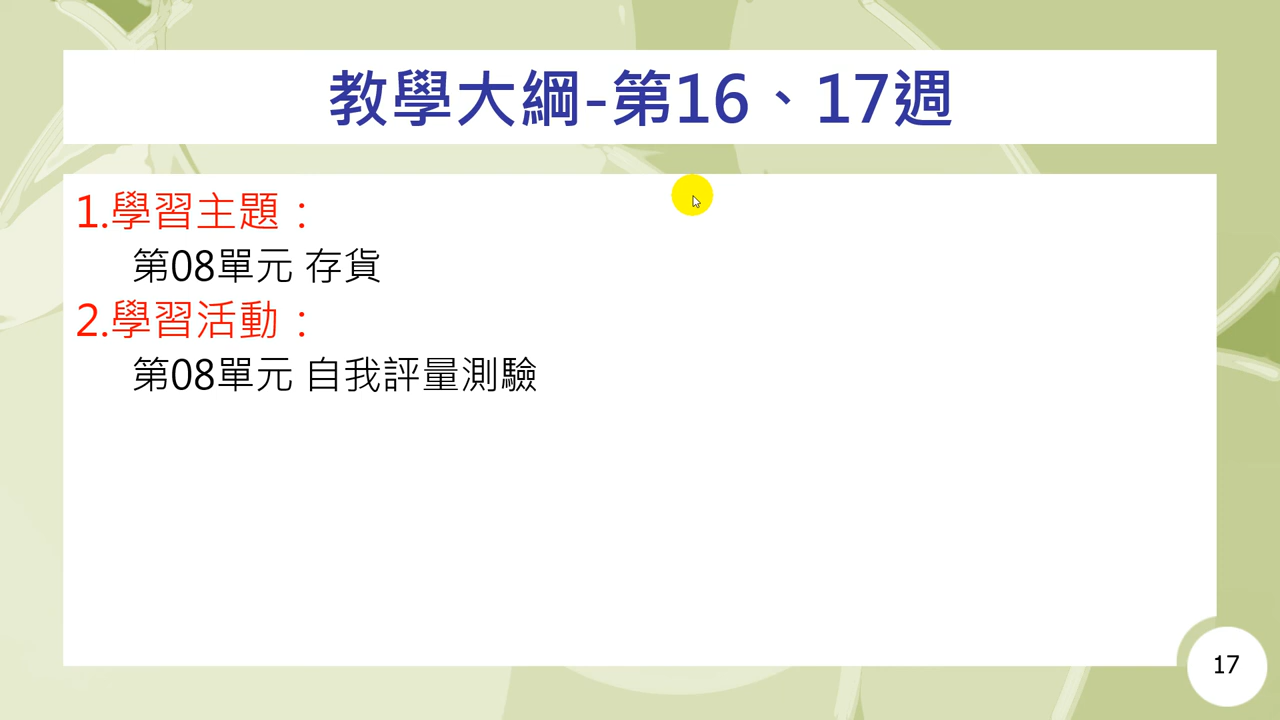 教學大綱-第16、17週
1.學習主題：
第08單元 存貨
2.學習活動：
第08單元 自我評量測驗
17